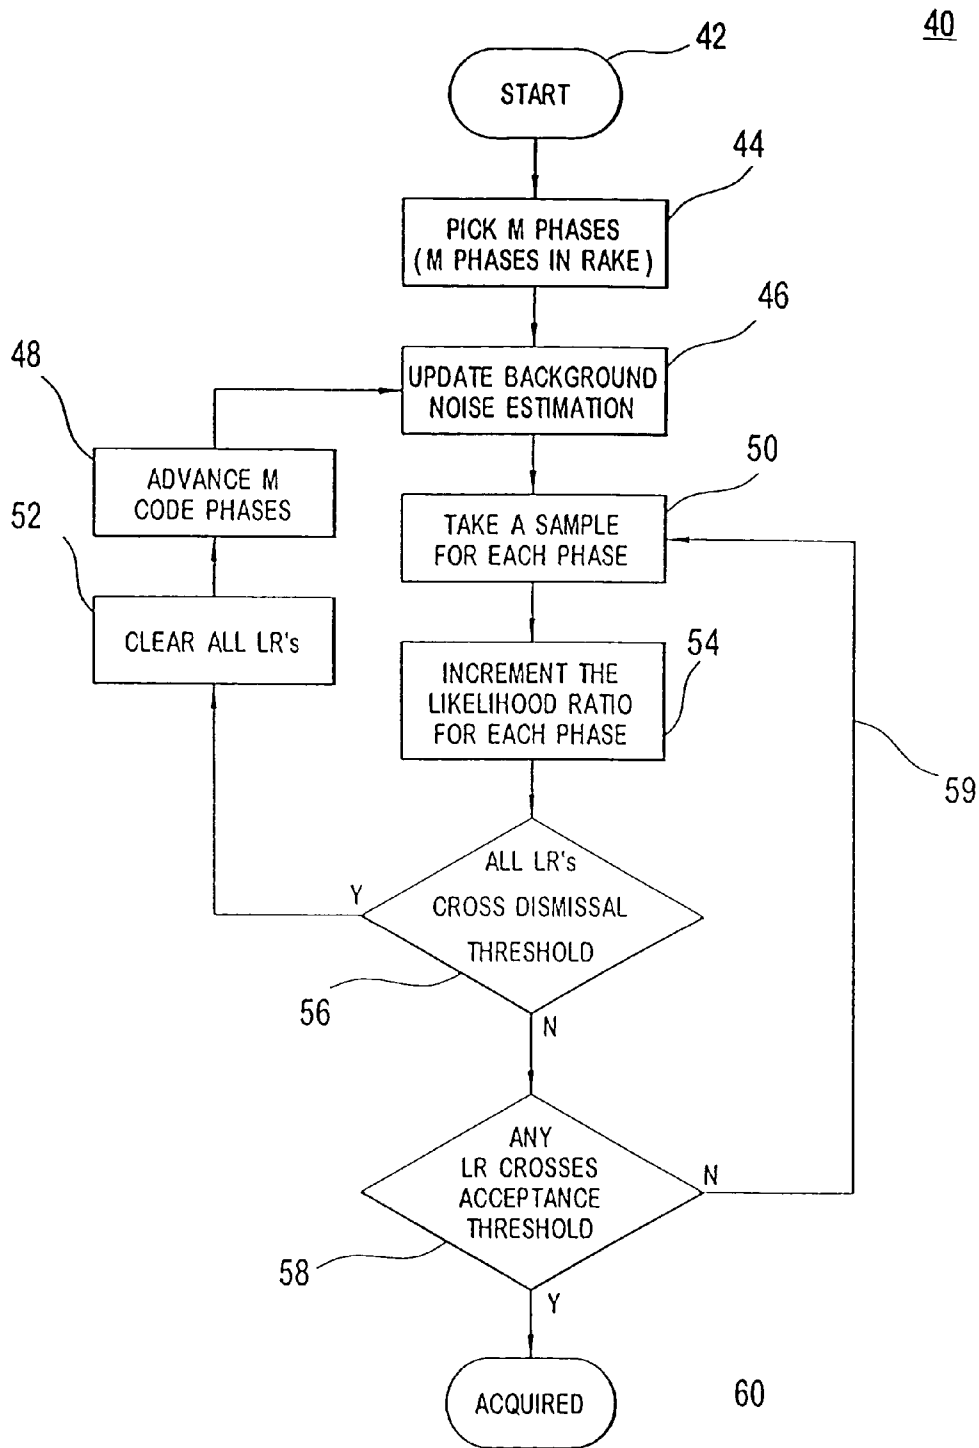 40
42
START
44
PICK M PHASES
(M PHASES IN RAKE)
46
UPDATE BACKGROUND
NOISE ESTIMATION
48
ADVANCE M
CODE PHASES
50
TAKE A SAMPLE
FOR EACH PHASE
52
CLEAR ALL LR's
54
INCREMENT THE
LIKELIHOOD RATIO
FOR EACH PHASE
59
ALL LR's
CROSS DISMISSAL
THRESHOLD
Y
56
N
ANY
LR CROSSES
ACCEPTANCE
THRESHOLD
N
58
Y
ACQUIRED
60